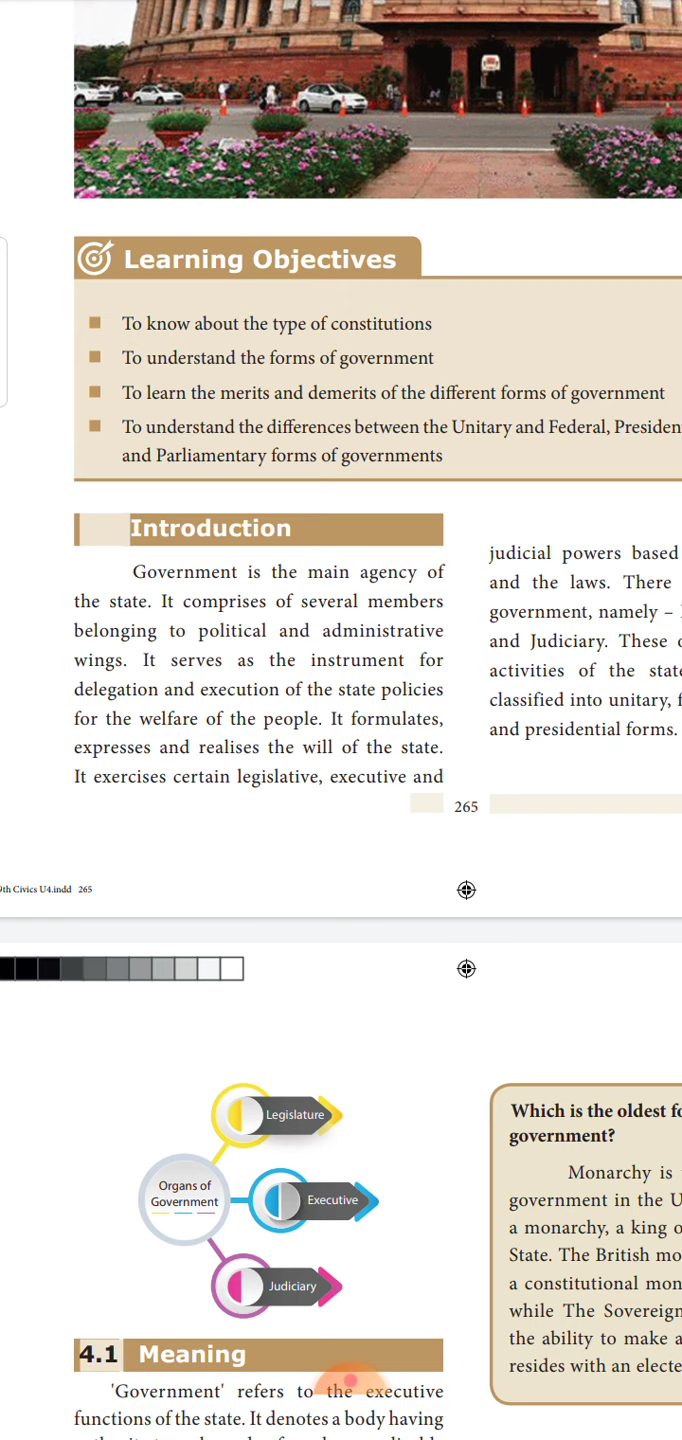 Learning Objectives
To know about the type of constitutions
To understand the forms of government
To learn the merits and demerits of the different forms of government
To understand the differences between the Unitary and Federal,
and Parliamentary forms of governments
Introduction
Government is the main agency of
the state. It comprises of several members
belonging to political and administrative
wings. It serves as the instrument for
delegation and execution of the state policies
for the welfare of the people. It formulates,
expresses and realises the will of the state.
It exercises certain legislative, executive and
judicial powers based
and the laws. There
government, namely –
and Judiciary. These
activities of the
classified into unitary,
and presidential forms.
265
9th Civics U4.indd 265
Organs of
Government
Legislature
Executive
Judiciary
Which is the oldest
government?
Monarchy is
government in the
a monarchy, a king
State. The British
a constitutional
while The
the ability to make
resides with an
4.1 Meaning
'Government' refers to the executive
functions of the state. It denotes a body having